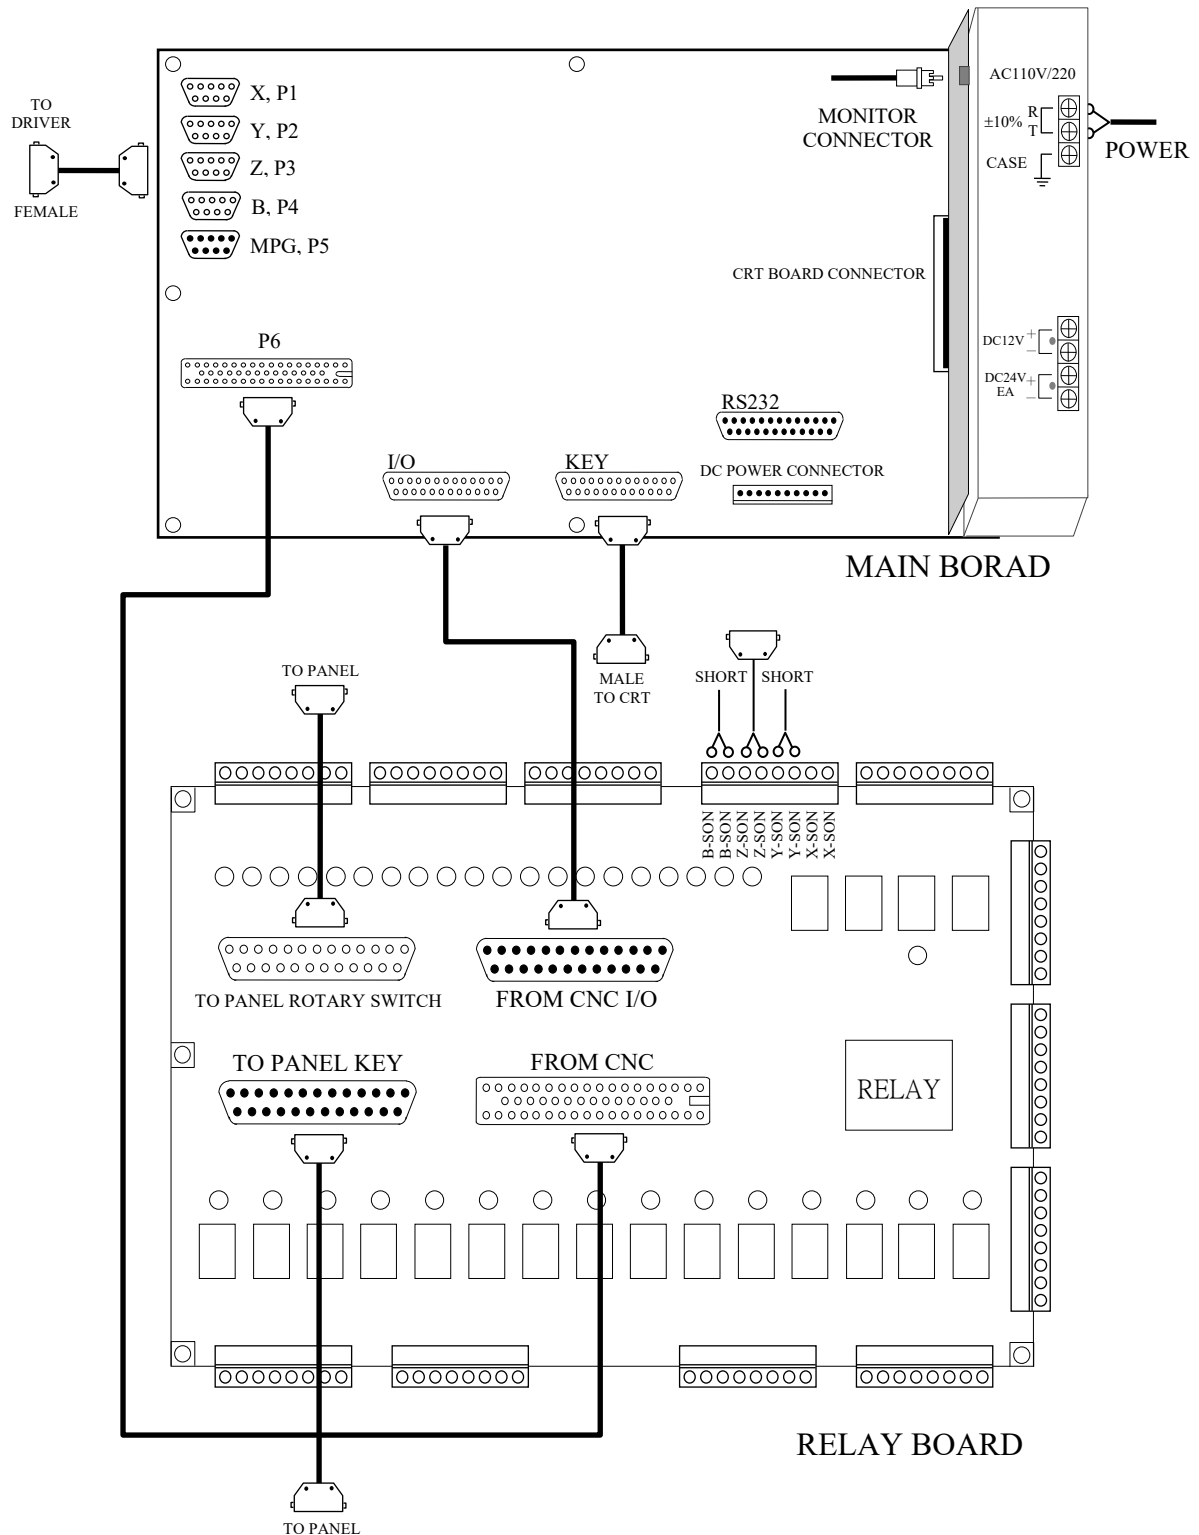 AC110V/220
X, P1
TO
DRIVER
MONITOR
CONNECTOR
±10%
R
T
Y, P2
POWER
Z, P3
CASE
FEMALE
B, P4
MPG, P5
CRT BOARD CONNECTOR
P6
DC12V
+
−
DC24V
EA
+
−
RS232
I/O
KEY
DC POWER CONNECTOR
MAIN BORAD
TO PANEL
MALE
TO CRT
SHORT
SHORT
B-SON
B-SON
Z-SON
Z-SON
Y-SON
Y-SON
X-SON
X-SON
TO PANEL ROTARY SWITCH
FROM CNC I/O
TO PANEL KEY
FROM CNC
RELAY
RELAY BOARD
TO PANEL